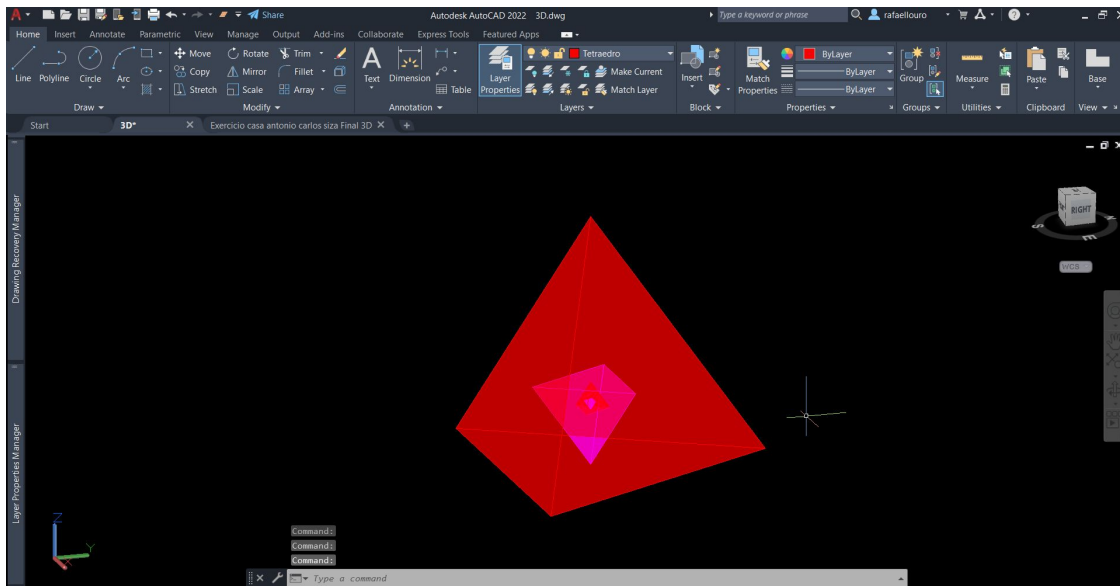 A Share Autodesk AutoCAD 2022 3D.dwg Type a keyword or phrase rafaellouro
Home Insert Annotate Parametric View Manage Output Add-ins Collaborate Express Tools Featured Apps
Move Rotate Trim Tetraedro ByLayer
Line Polyline Circle Arc Copy Mirror Fillet Text Dimension Layer Properties Make Current Insert Match Properties ByLayer Group Measure Paste Base
Stretch Scale Array Table Match Layer ByLayer
Draw Modify Annotation Layers Block Properties Groups Utilities Clipboard View
Start 3D* Exercicio casa antonio carlos siza Final 3D
Drawing Recovery Manager
Layer Properties Manager
RIGHT
S
E
WCS
Z
Y
Command:
Command:
Command:
Type a command